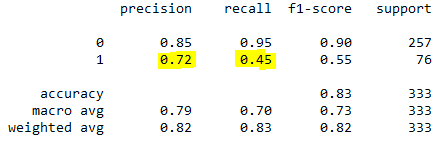 precision recall f1-score support
0 0.85 0.95 0.90 257
1 0.72 0.45 0.55 76
accuracy 0.83 333
macro avg 0.79 0.70 0.73 333
weighted avg 0.82 0.83 0.82 333